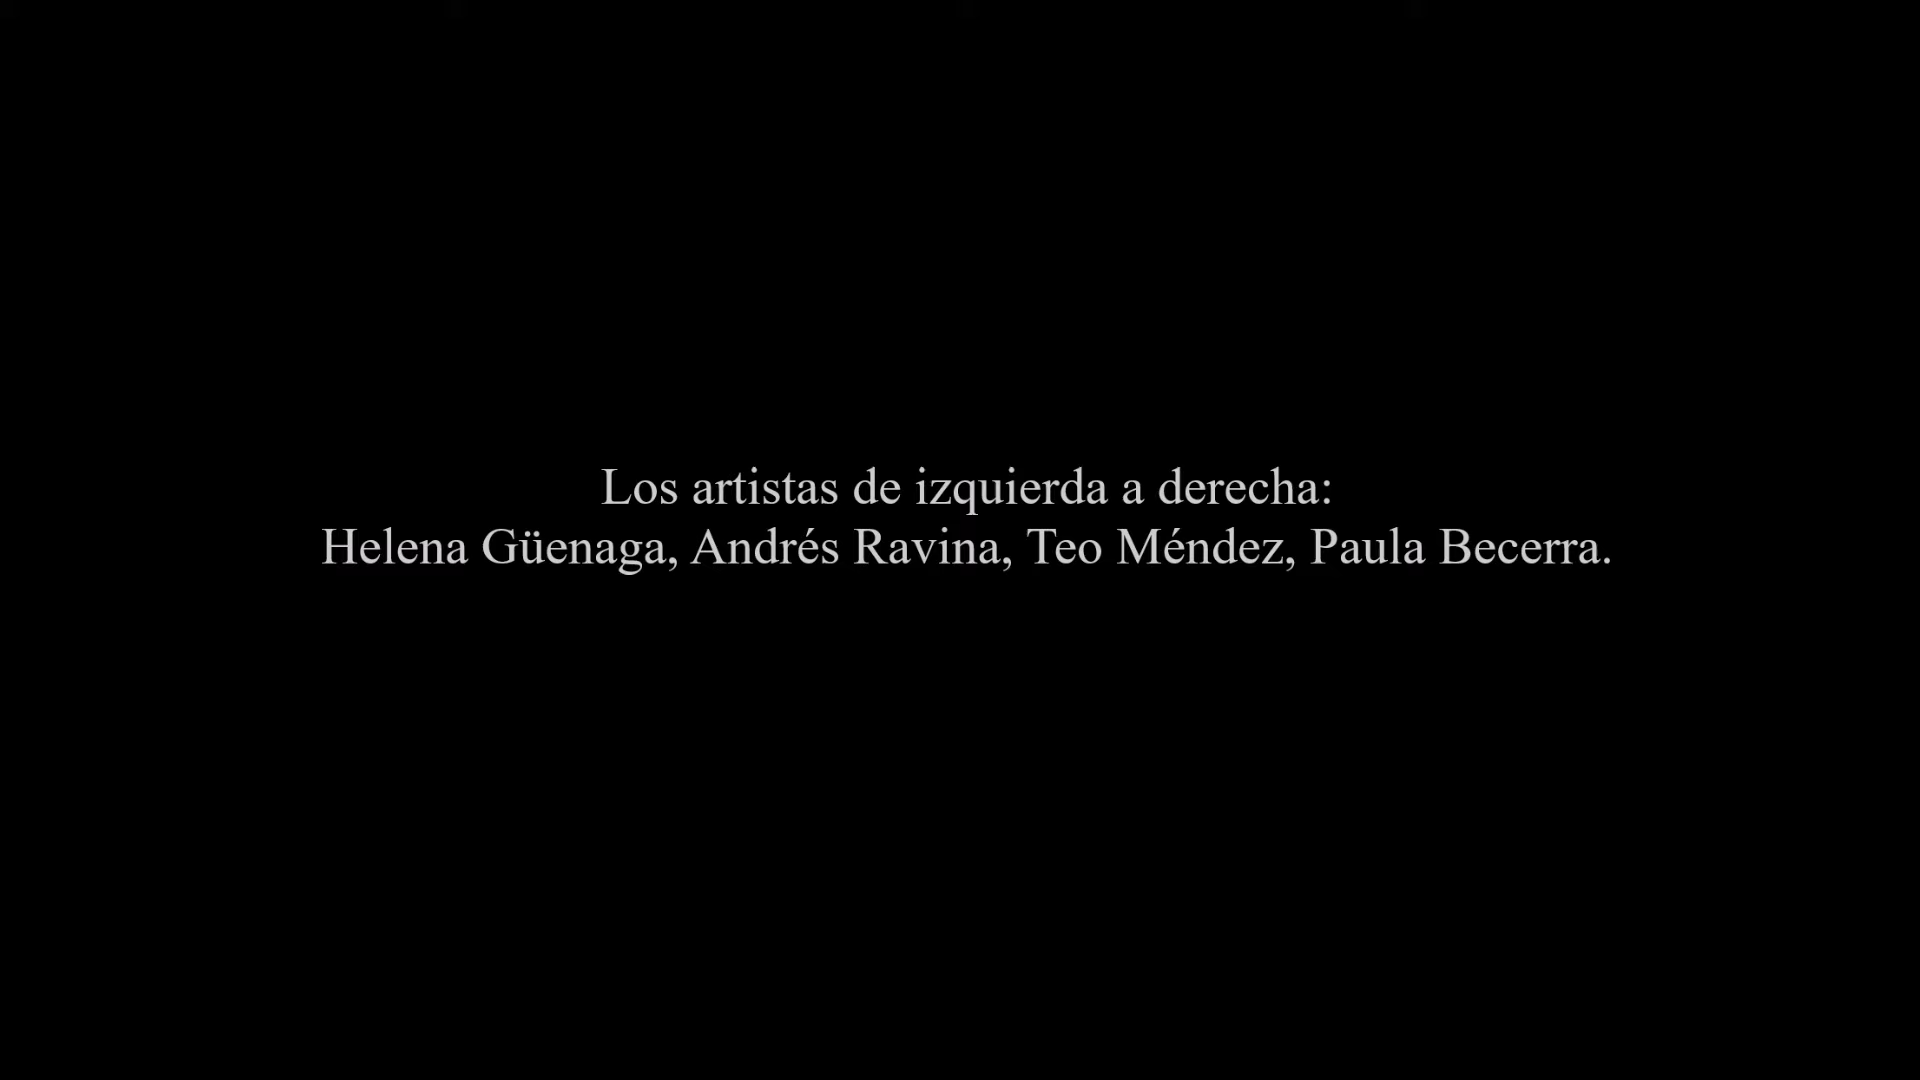 Los artistas de izquierda a derecha:
Helena Güenaga, Andrés Ravina, Teo Méndez, Paula Becerra.